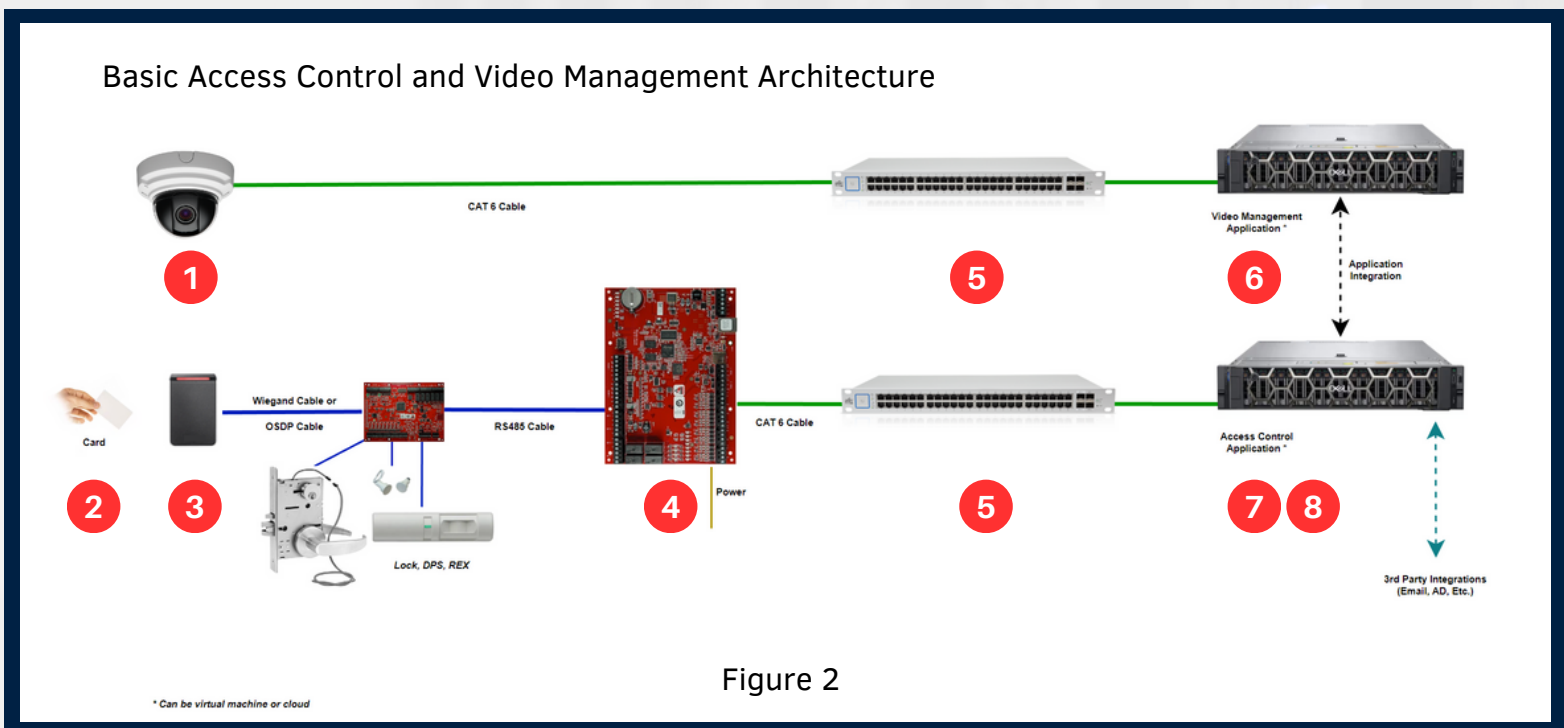 Basic Access Control and Video Management Architecture
CAT 6 Cable
Video Management
Application *
1
5
6
Application
Integration
Wiegand Cable or
OSDP Cable
RS485 Cable
CAT 6 Cable
Card
Access Control
Application *
2
3
4
Power
5
7
8
Lock, DPS, REX
3rd Party Integrations
(Email, AD, Etc.)
Figure 2
* Can be virtual machine or cloud